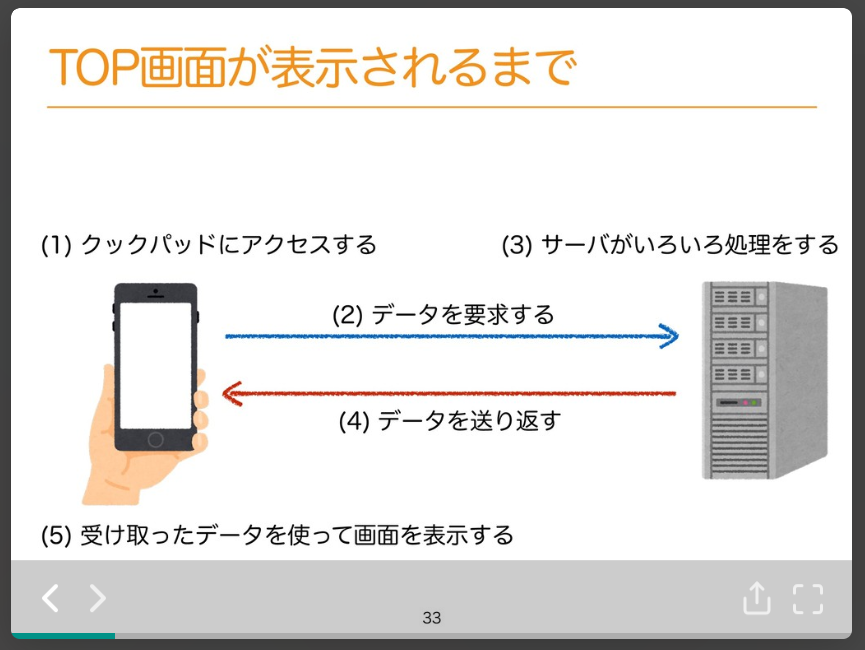 TOP画面が表示されるまで
(1) クックパッドにアクセスする
(3) サーバがいろいろ処理をする
(2) データを要求する
(4) データを送り返す
(5) 受け取ったデータを使って画面を表示する
33